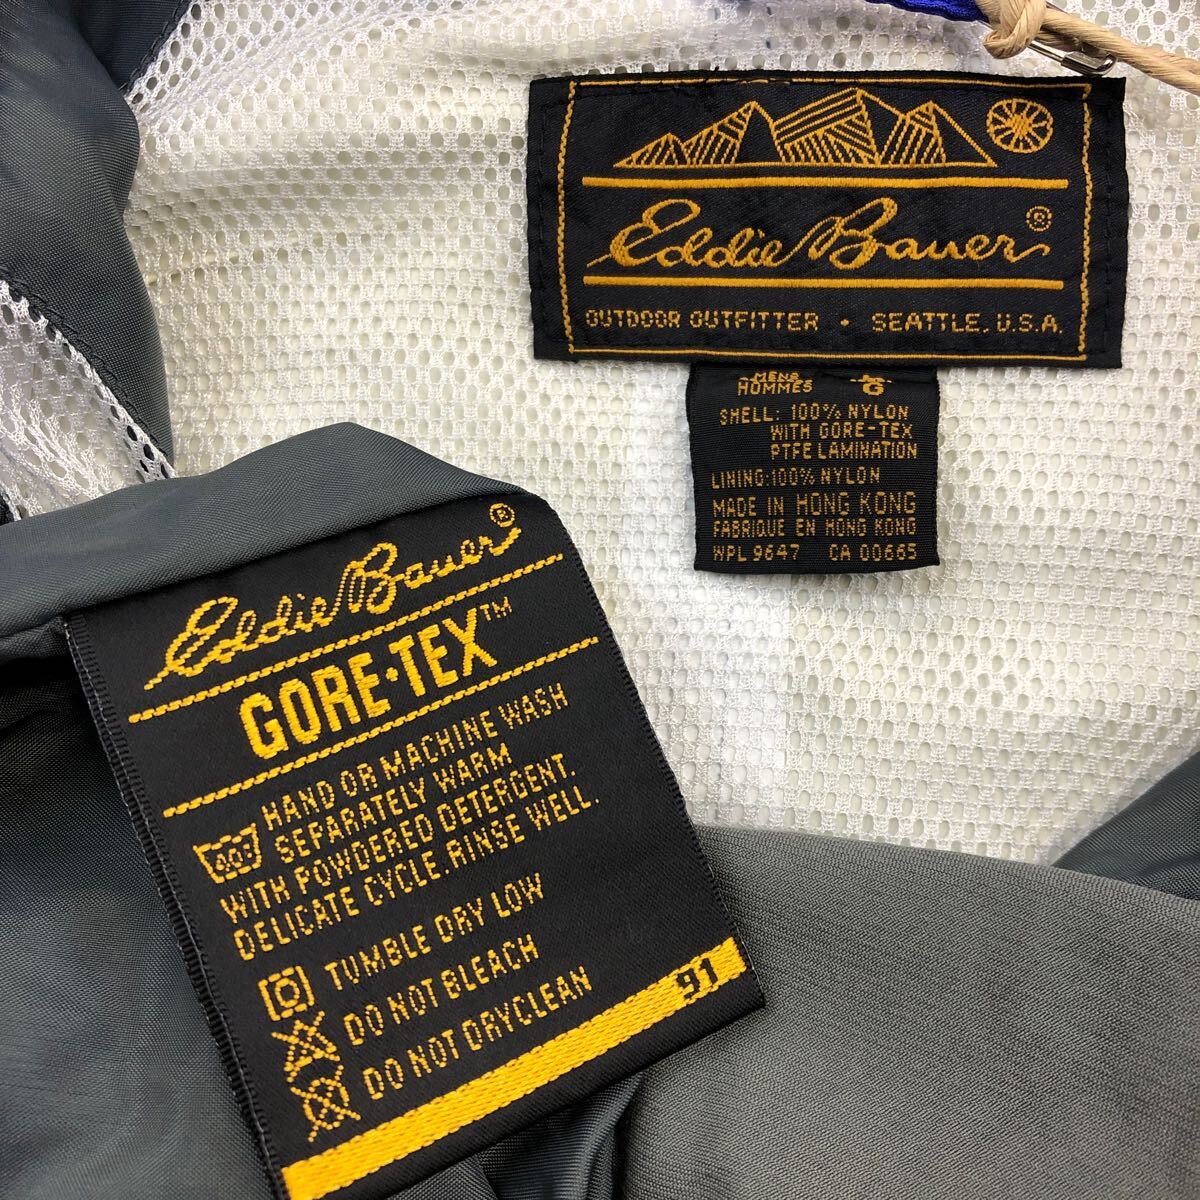 Eddie Bauer®
OUTDOOR OUTFITTER • SEATTLE, U.S.A.
MENS L
HOMMES G
SHELL: 100% NYLON
WITH GORE-TEX
PTFE LAMINATION
LINING: 100% NYLON
MADE IN HONG KONG
FABRIQUE EN HONG KONG
WPL 9647 CA 00665
Eddie Bauer®
GORE-TEX™
HAND OR MACHINE WASH
SEPARATELY WARM
WITH POWDERED DETERGENT.
DELICATE CYCLE. RINSE WELL.
TUMBLE DRY LOW
DO NOT BLEACH
DO NOT DRYCLEAN
91